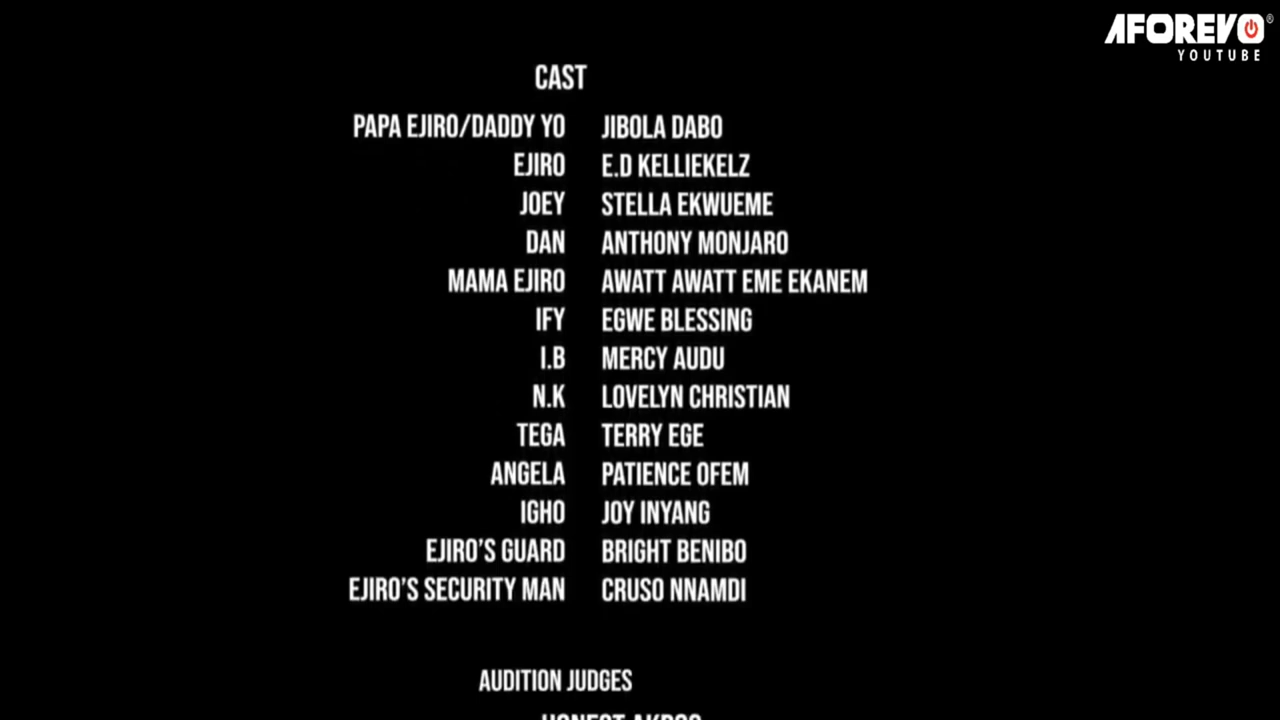 AFOREVO
YOUTUBE
CAST
PAPA EJIRO/DADDY YO JIBOLA DABO
EJIRO E.D KELLIEKELZ
JOEY STELLA EKWUEME
DAN ANTHONY MONJARO
MAMA EJIRO AWATT AWATT EME EKANEM
IFY EGWE BLESSING
I.B MERCY AUDU
N.K LOVELYN CHRISTIAN
TEGA TERRY EGE
ANGELA PATIENCE OFEM
IGHO JOY INYANG
EJIRO'S GUARD BRIGHT BENIBO
EJIRO'S SECURITY MAN CRUSO NNAMDI
AUDITION JUDGES